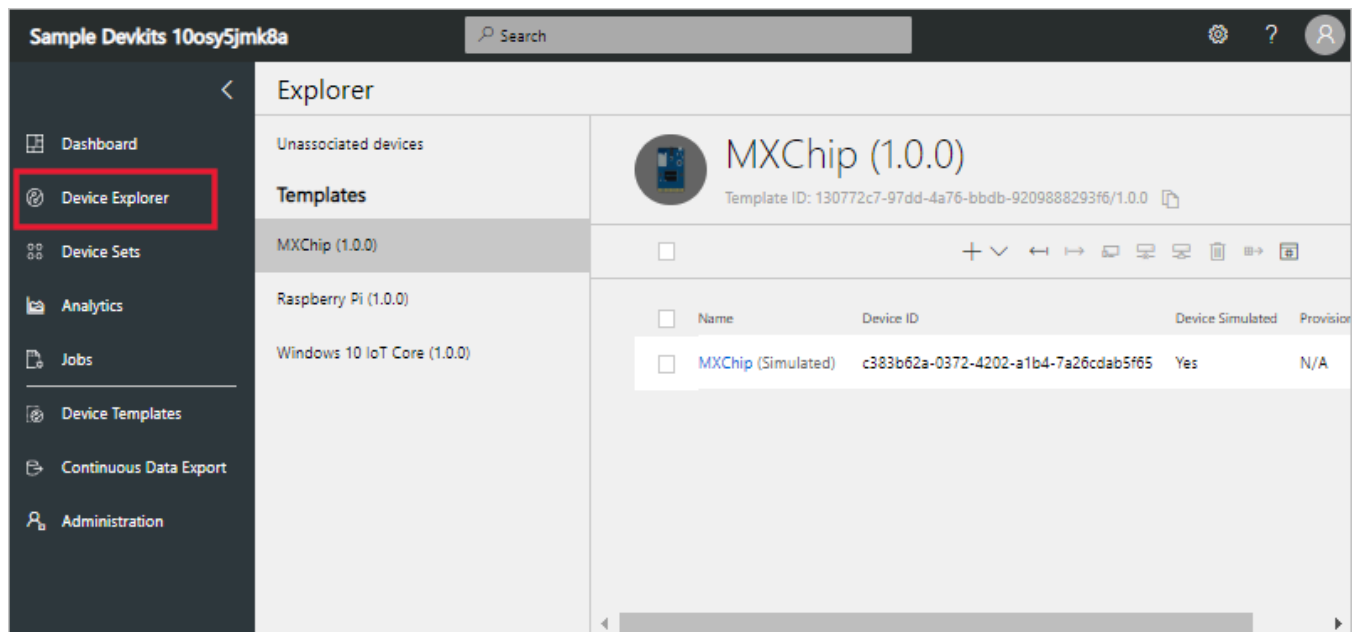 Sample Devkits 10osy5jmk8a
Search
?
Explorer
Dashboard
Device Explorer
Device Sets
Analytics
Jobs
Device Templates
Continuous Data Export
Administration
Unassociated devices
Templates
MXChip (1.0.0)
Raspberry Pi (1.0.0)
Windows 10 IoT Core (1.0.0)
MXChip (1.0.0)
Template ID: 130772c7-97dd-4a76-bbdb-9209888293f6/1.0.0
Name Device ID Device Simulated Provision
MXChip (Simulated) c383b62a-0372-4202-a1b4-7a26cdab5f65 Yes N/A